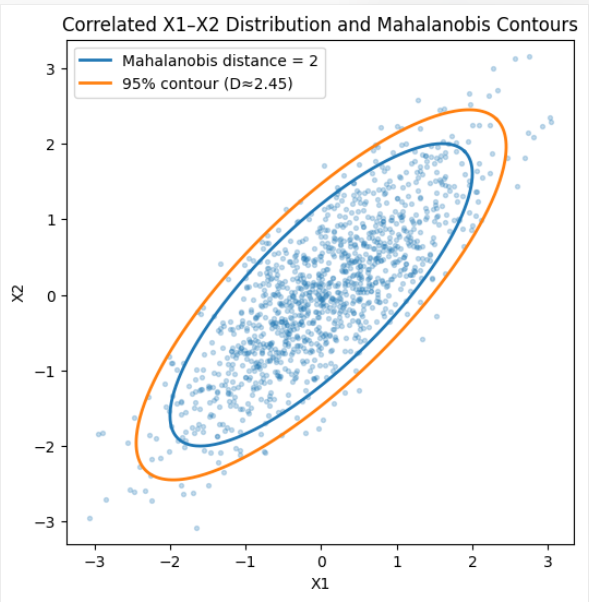 Correlated X1–X2 Distribution and Mahalanobis Contours
Mahalanobis distance = 2
95% contour (D≈2.45)
3
2
1
0
−1
−2
−3
X2
−3 −2 −1 0 1 2 3
X1